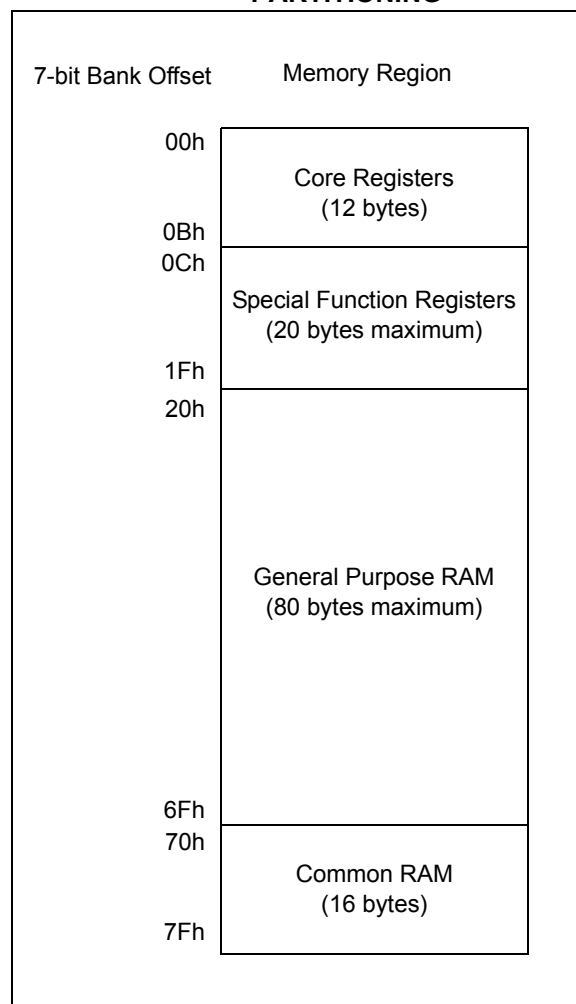 7-bit Bank Offset Memory Region
00h
Core Registers
(12 bytes)
0Bh
0Ch
Special Function Registers
(20 bytes maximum)
1Fh
20h
General Purpose RAM
(80 bytes maximum)
6Fh
70h
Common RAM
(16 bytes)
7Fh